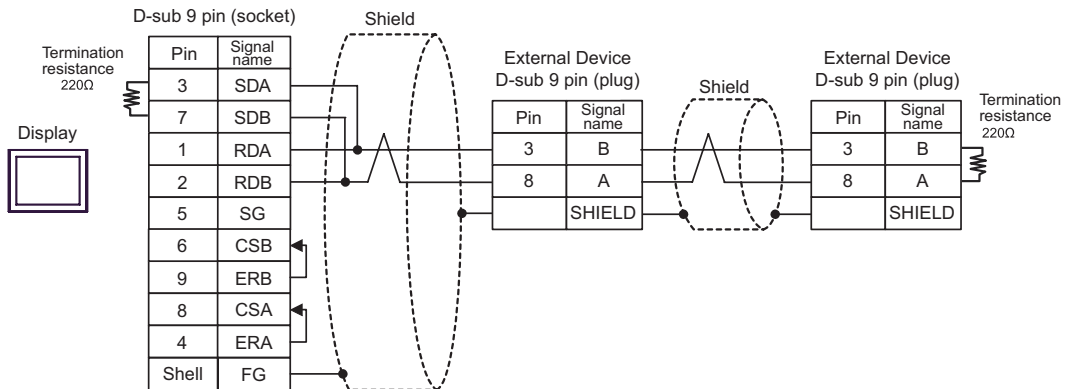 D-sub 9 pin (socket)
Shield
Termination
resistance
220Ω
Display
Pin Signal name
3 SDA
7 SDB
1 RDA
2 RDB
5 SG
6 CSB
9 ERB
8 CSA
4 ERA
Shell FG
External Device
D-sub 9 pin (plug)
Pin Signal name
3 B
8 A
SHIELD
Shield
External Device
D-sub 9 pin (plug)
Pin Signal name
3 B
8 A
SHIELD
Termination
resistance
220Ω